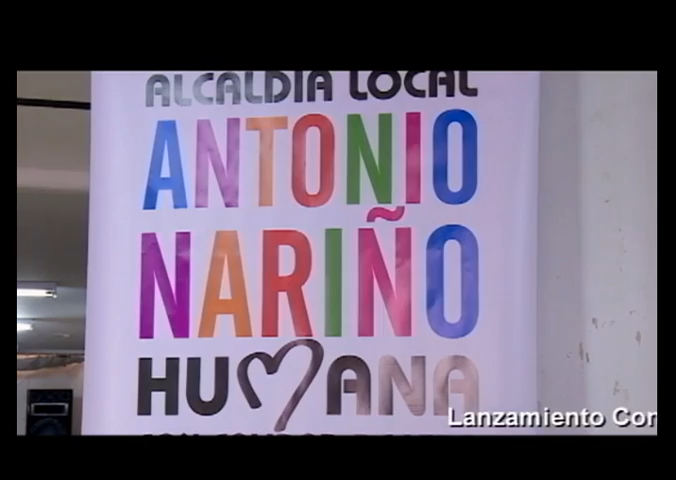 ALCALDIA LOCAL
ANTONIO
NARIÑO
HUMANA
Lanzamiento Con